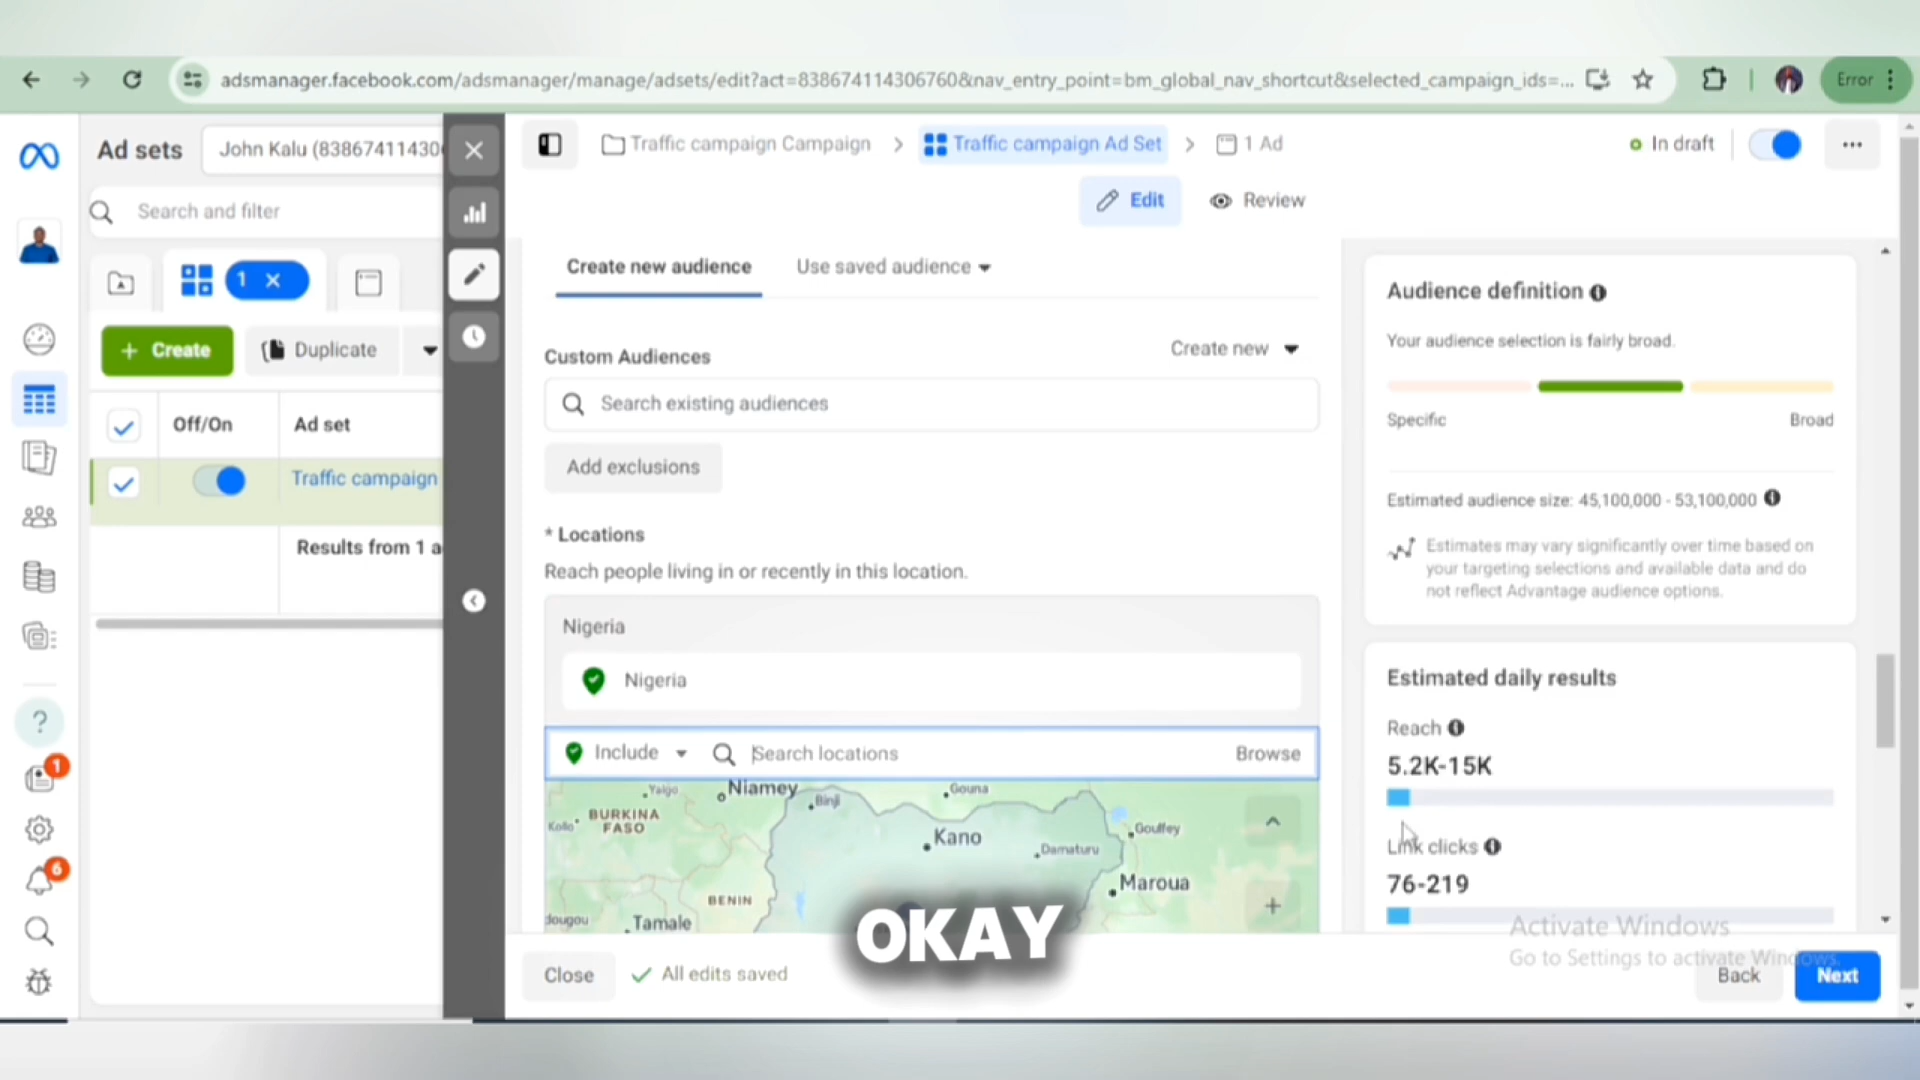 adsmanager.facebook.com/adsmanager/manage/adsets/edit?act=838674114306760&nav_entry_point=bm_global_nav_shortcut&selected_campaign_ids=...
Error
Ad sets
John Kalu (83867411430
Search and filter
1
Create
Duplicate
Off/On
Ad set
Traffic campaign
Results from 1 a
1
6
Traffic campaign Campaign
Traffic campaign Ad Set
1 Ad
In draft
Edit
Review
Create new audience
Use saved audience
Custom Audiences
Create new
Search existing audiences
Add exclusions
* Locations
Reach people living in or recently in this location.
Nigeria
Nigeria
Include
Search locations
Browse
Niamey
Binji
Gouna
BURKINA
FASO
Kano
Goulfey
Damaturu
Maroua
BENIN
dougou
Tamale
OKAY
Close
All edits saved
Audience definition
Your audience selection is fairly broad.
Specific
Broad
Estimated audience size: 45,100,000 - 53,100,000
Estimates may vary significantly over time based on
your targeting selections and available data and do
not reflect Advantage audience options.
Estimated daily results
Reach
5.2K-15K
Link clicks
76-219
Activate Windows
Go to Settings to activate Windows.
Back
Next